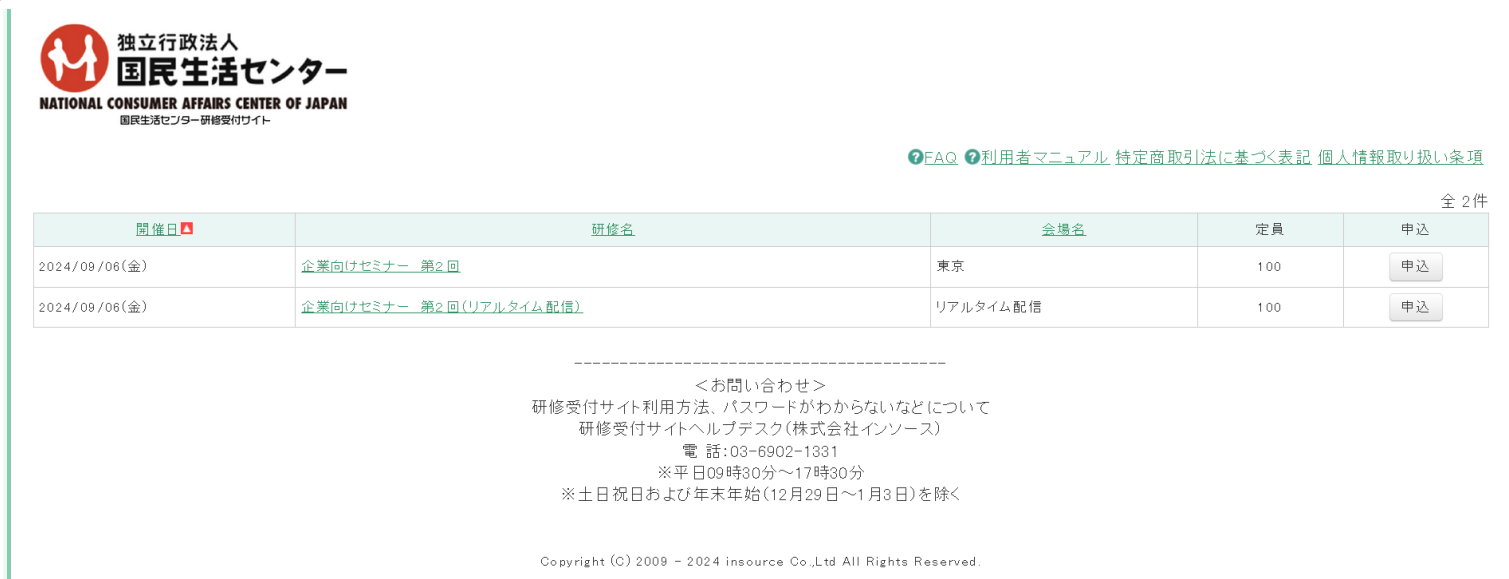 独立行政法人
国民生活センター
NATIONAL CONSUMER AFFAIRS CENTER OF JAPAN
国民生活センター研修受付サイト
?FAQ ?利用者マニュアル 特定商取引法に基づく表記 個人情報取り扱い条項
全 2件
開催日 研修名 会場名 定員 申込
2024/09/06(金) 企業向けセミナー　第2回 東京 100 申込
2024/09/06(金) 企業向けセミナー　第2回(リアルタイム配信) リアルタイム配信 100 申込
-----------------------------------------
＜お問い合わせ＞
研修受付サイト利用方法、パスワードがわからないなどについて
研修受付サイトヘルプデスク(株式会社インソース)
電 話:03-6902-1331
※平日09時30分～17時30分
※土日祝日および年末年始(12月29日～1月3日)を除く
Copyright (C) 2009 - 2024 insource Co.,Ltd All Rights Reserved.